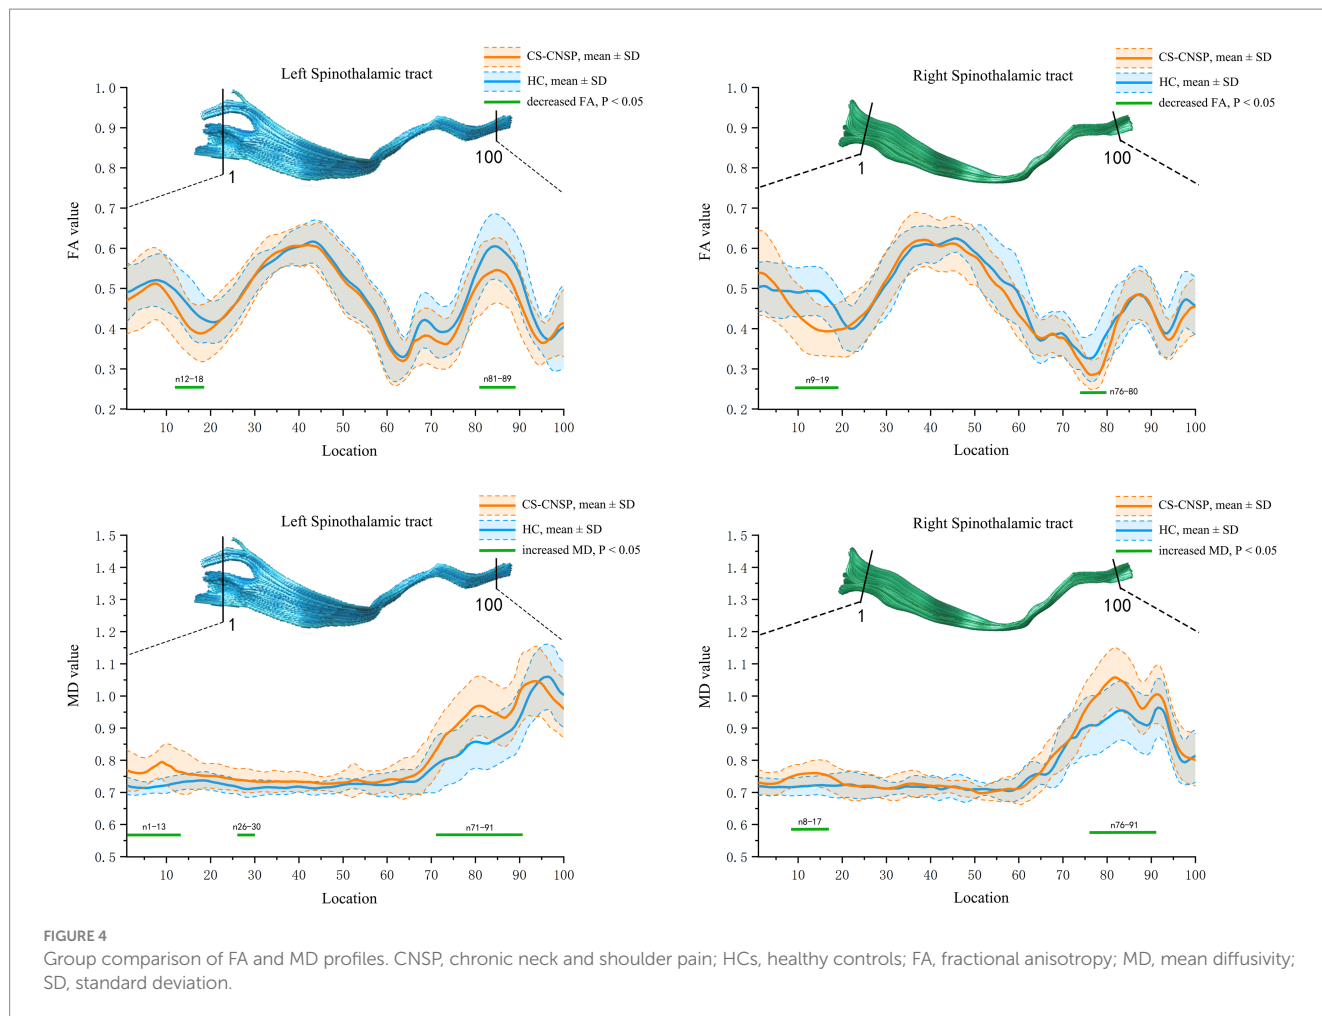 CS-CNSP, mean ± SD
HC, mean ± SD
decreased FA, P < 0.05
Left Spinothalamic tract
1.0
0.9
0.8
0.7
0.6
0.5
0.4
0.3
0.2
FA value
1
100
n12-18
n81-89
10 20 30 40 50 60 70 80 90 100
Location
CS-CNSP, mean ± SD
HC, mean ± SD
decreased FA, P < 0.05
Right Spinothalamic tract
1.0
0.9
0.8
0.7
0.6
0.5
0.4
0.3
0.2
FA value
1
100
n9-19
n76-80
10 20 30 40 50 60 70 80 90 100
Location
CS-CNSP, mean ± SD
HC, mean ± SD
increased MD, P < 0.05
Left Spinothalamic tract
1.5
1.4
1.3
1.2
1.1
1.0
0.9
0.8
0.7
0.6
0.5
MD value
1
100
n1-13
n26-30
n71-91
10 20 30 40 50 60 70 80 90 100
Location
CS-CNSP, mean ± SD
HC, mean ± SD
increased MD, P < 0.05
Right Spinothalamic tract
1.5
1.4
1.3
1.2
1.1
1.0
0.9
0.8
0.7
0.6
0.5
MD value
1
100
n8-17
n76-91
10 20 30 40 50 60 70 80 90 100
Location
FIGURE 4
Group comparison of FA and MD profiles. CNSP, chronic neck and shoulder pain; HCs, healthy controls; FA, fractional anisotropy; MD, mean diffusivity;
SD, standard deviation.